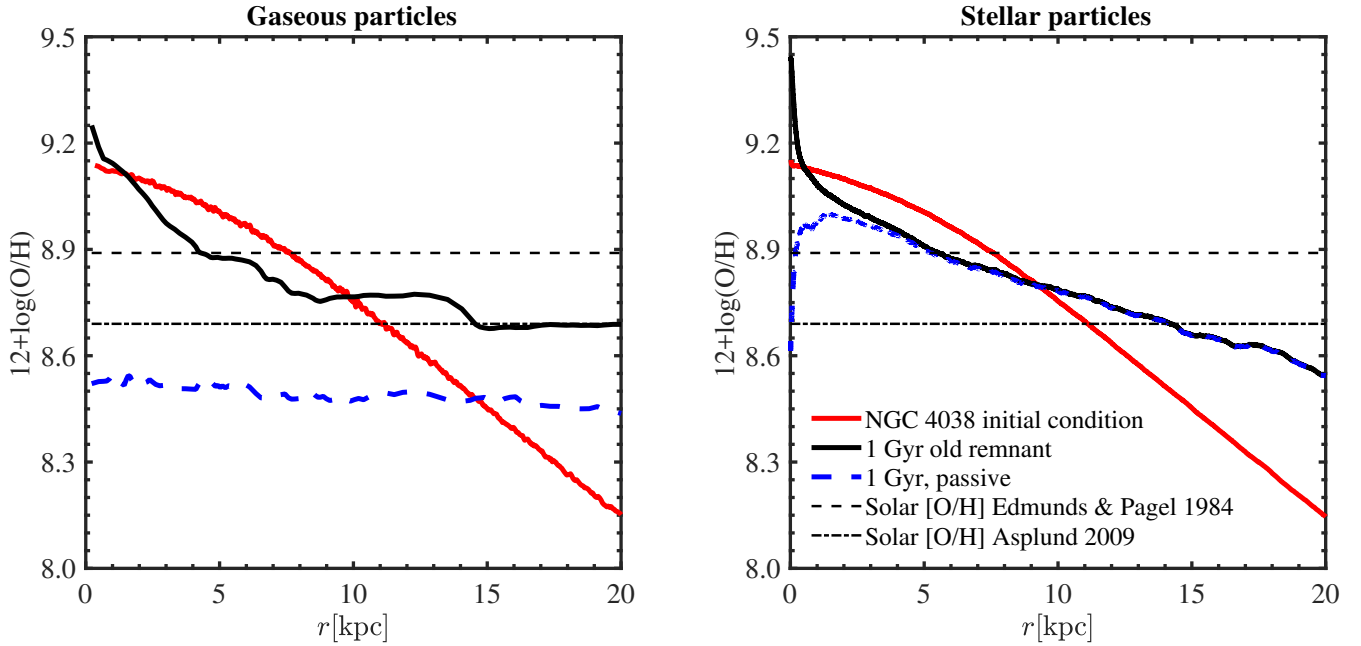 Gaseous particles
9.5
9.2
8.9
8.6
8.3
8.0
12+log(O/H)
0 5 10 15 20
r[kpc]
Stellar particles
9.5
9.2
8.9
8.6
8.3
8.0
12+log(O/H)
NGC 4038 initial condition
1 Gyr old remnant
1 Gyr, passive
Solar [O/H] Edmunds & Pagel 1984
Solar [O/H] Asplund 2009
0 5 10 15 20
r[kpc]